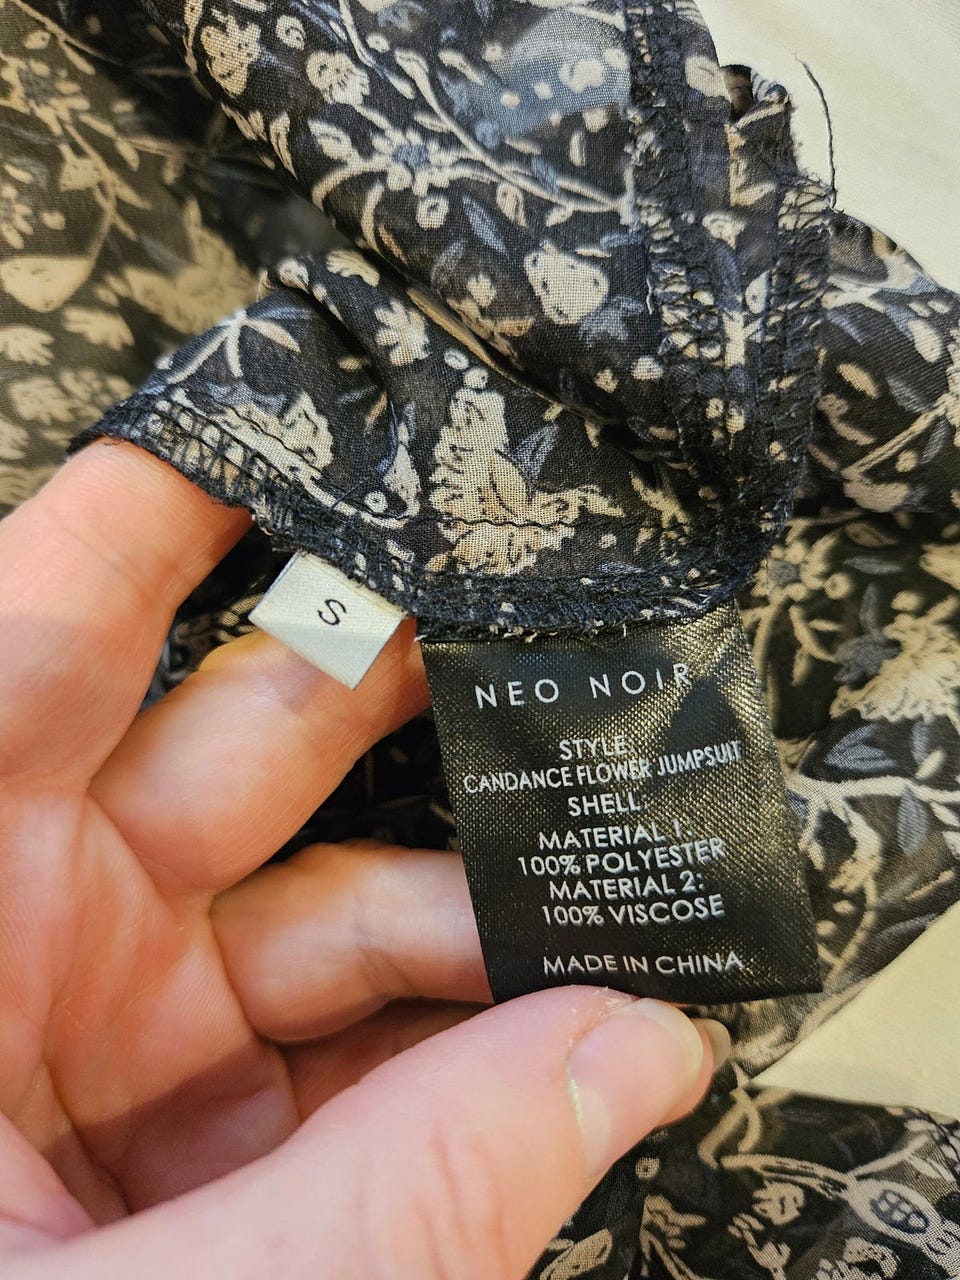 S
NEO NOIR
STYLE:
CANDANCE FLOWER JUMPSUIT
SHELL:
MATERIAL 1:
100% POLYESTER
MATERIAL 2:
100% VISCOSE
MADE IN CHINA